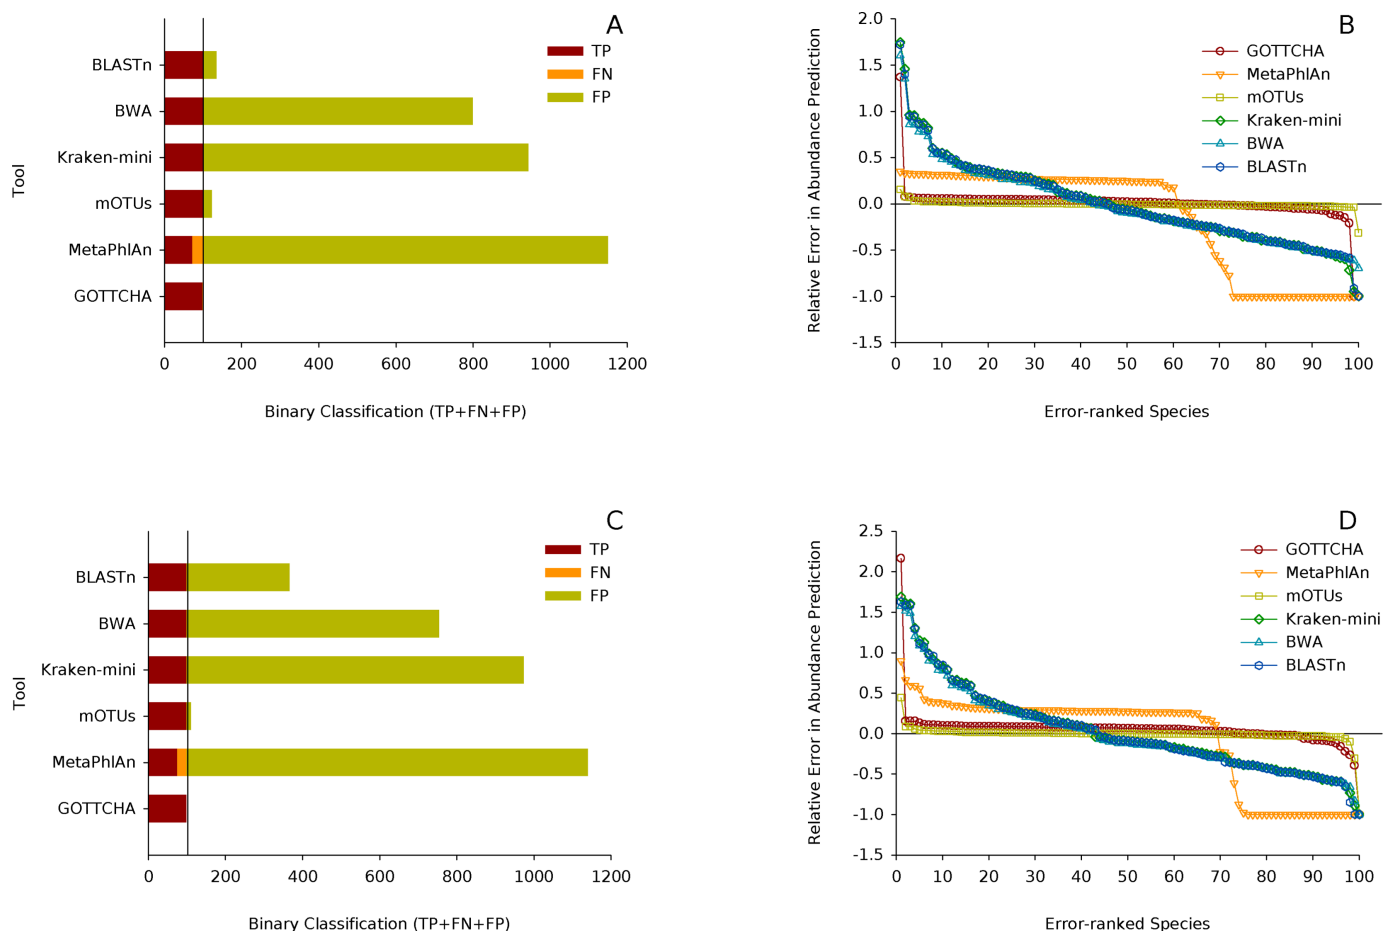 A
TP
FN
FP
BLASTn
BWA
Kraken-mini
mOTUs
MetaPhlAn
GOTTCHA
Tool
0 200 400 600 800 1000 1200
Binary Classification (TP+FN+FP)
B
GOTTCHA
MetaPhlAn
mOTUs
Kraken-mini
BWA
BLASTn
2.0
1.5
1.0
0.5
0.0
-0.5
-1.0
-1.5
Relative Error in Abundance Prediction
0 10 20 30 40 50 60 70 80 90 100
Error-ranked Species
C
TP
FN
FP
BLASTn
BWA
Kraken-mini
mOTUs
MetaPhlAn
GOTTCHA
Tool
0 200 400 600 800 1000 1200
Binary Classification (TP+FN+FP)
D
GOTTCHA
MetaPhlAn
mOTUs
Kraken-mini
BWA
BLASTn
2.5
2.0
1.5
1.0
0.5
0.0
-0.5
-1.0
-1.5
Relative Error in Abundance Prediction
0 10 20 30 40 50 60 70 80 90 100
Error-ranked Species